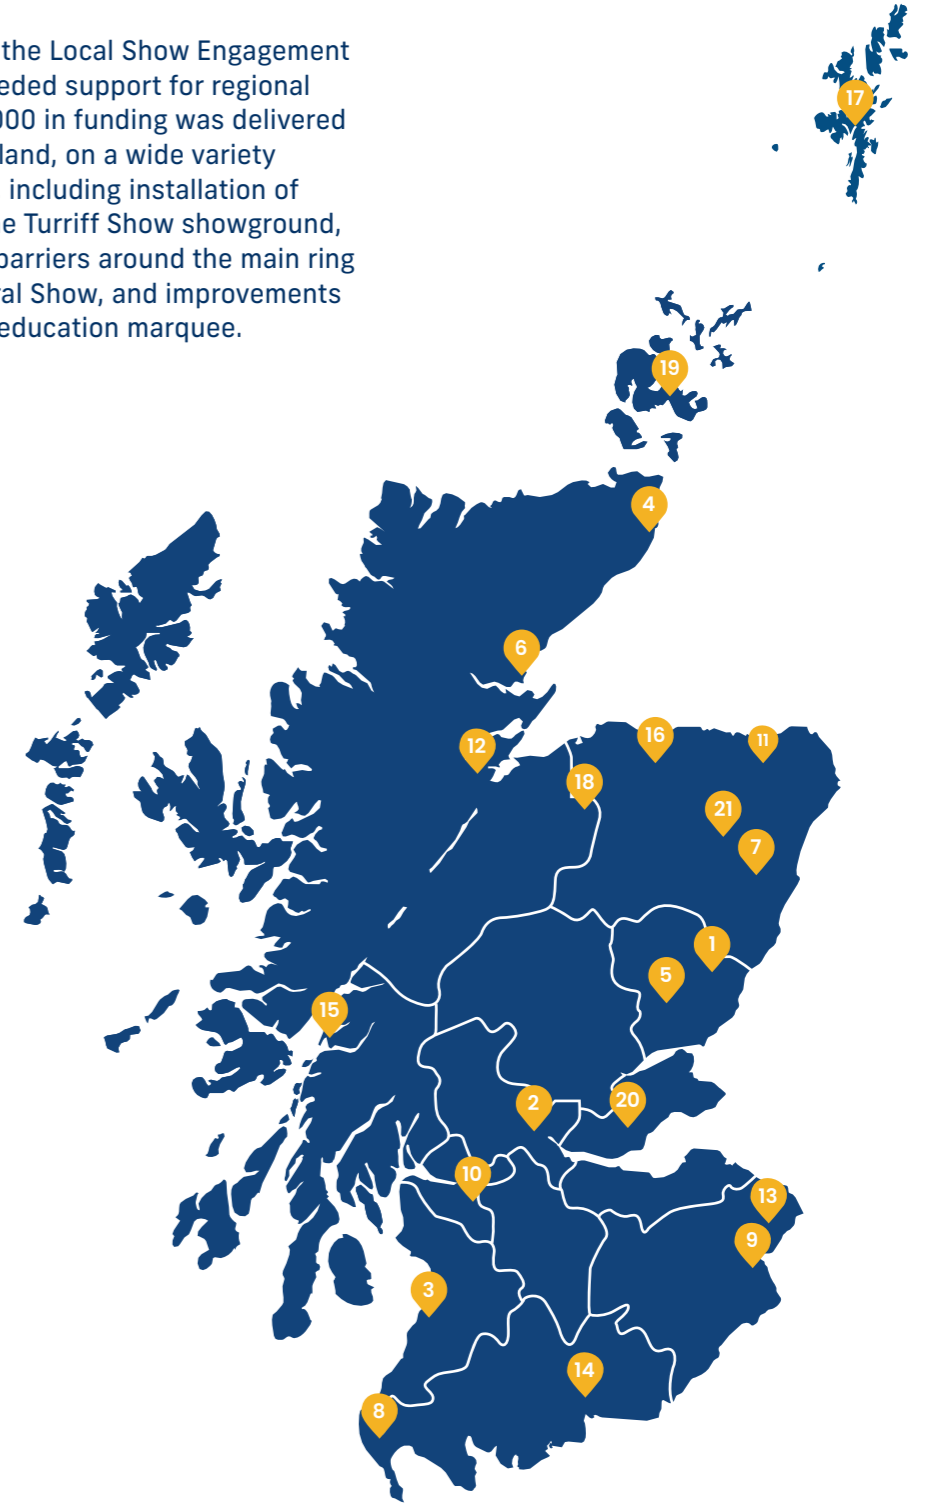 the Local Show Engagement
eded support for regional
000 in funding was delivered
land, on a wide variety
including installation of
e Turriff Show showground,
barriers around the main ring
al Show, and improvements
education marquee.
17
19
4
6
12
16
11
18
21
7
1
5
15
2
20
10
13
9
3
14
8